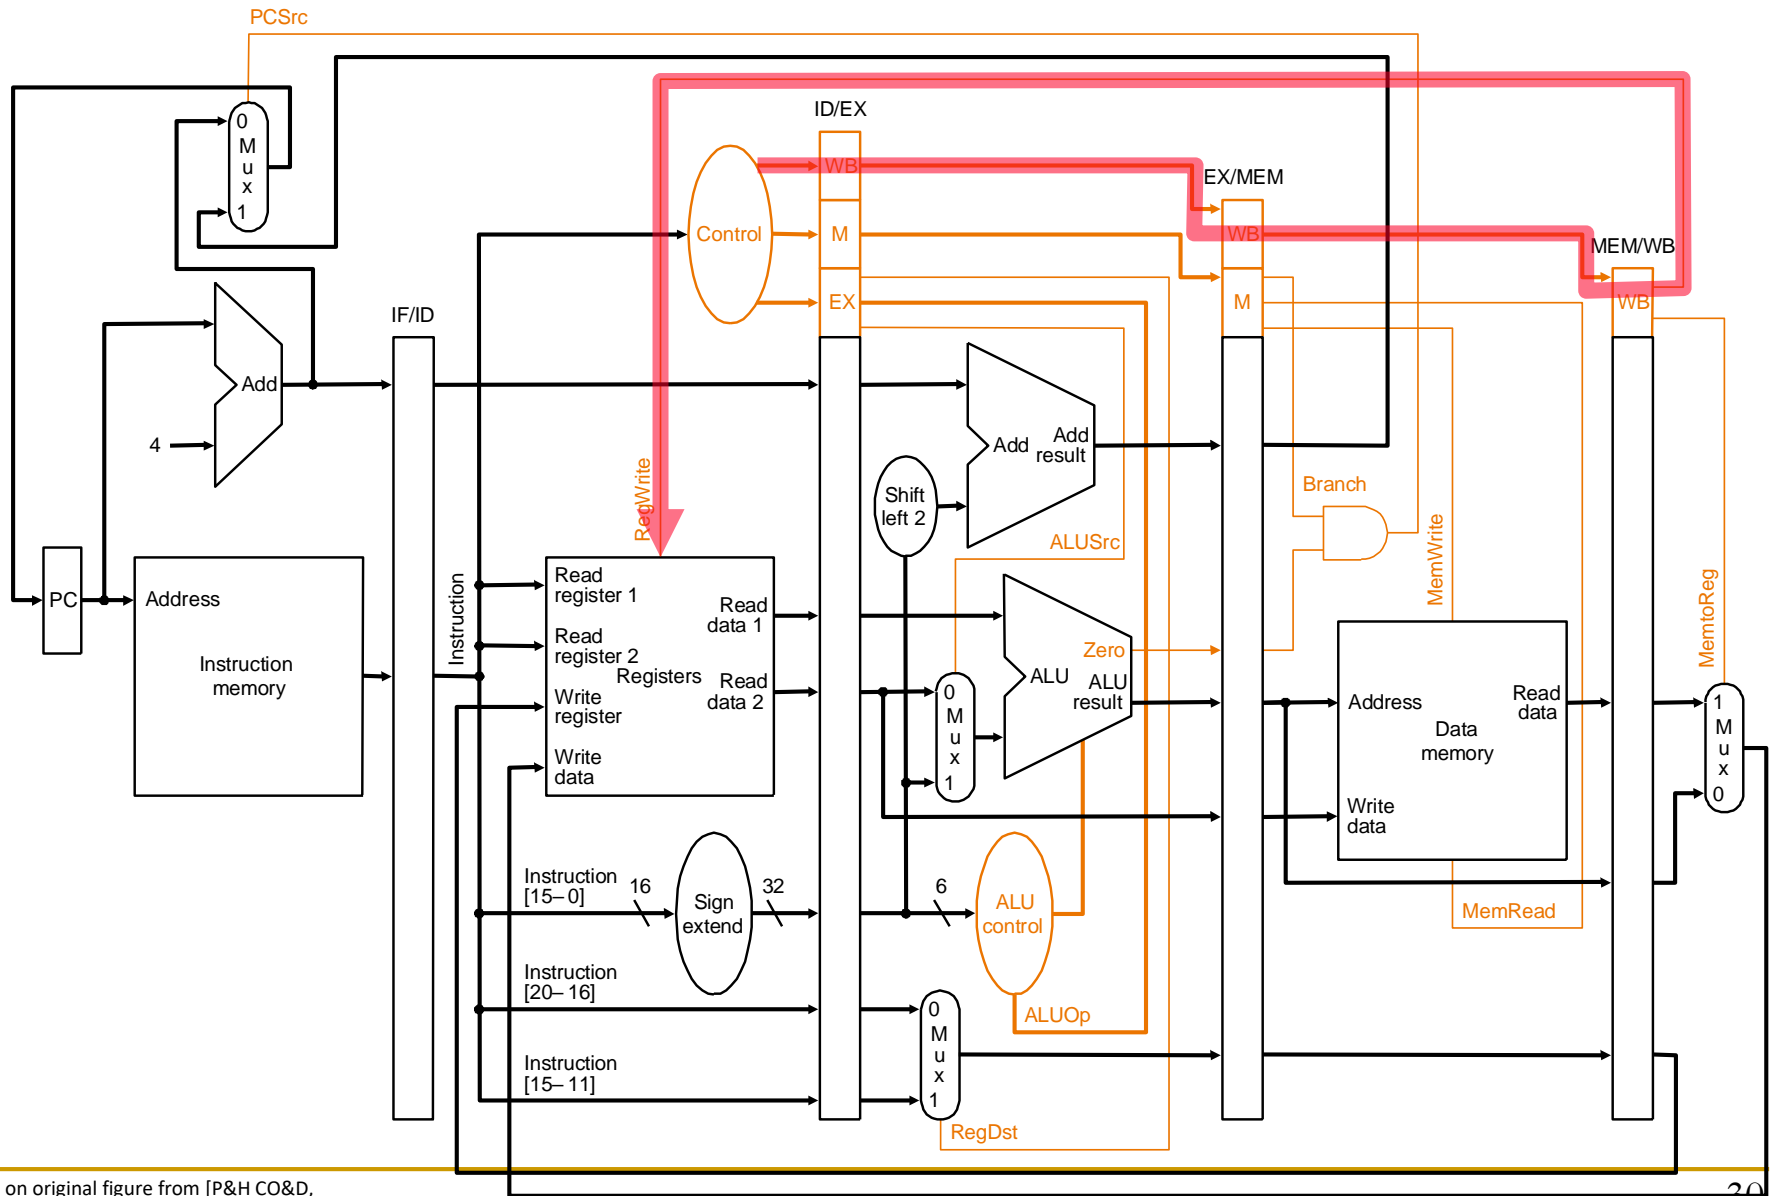 PCSrc
ID/EX
0
M
u
x
1
WB
EX/MEM
Control
M
WB
MEM/WB
EX
M
WB
IF/ID
Add
4
Add
Add
result
RegWrite
Shift
left 2
Branch
ALUSrc
MemWrite
MemtoReg
PC
Address
Instruction
memory
Instruction
Read
register 1
Read
register 2
Registers
Write
register
Write
data
Read
data 1
Read
data 2
0
M
u
x
1
Zero
ALU
ALU
result
Address
Read
data
Data
memory
Write
data
1
M
u
x
0
Instruction
[15–0]
16
Sign
extend
32
6
ALU
control
MemRead
Instruction
[20–16]
Instruction
[15–11]
0
M
u
x
1
ALUOp
RegDst
on original figure from [P&H CO&D,
30